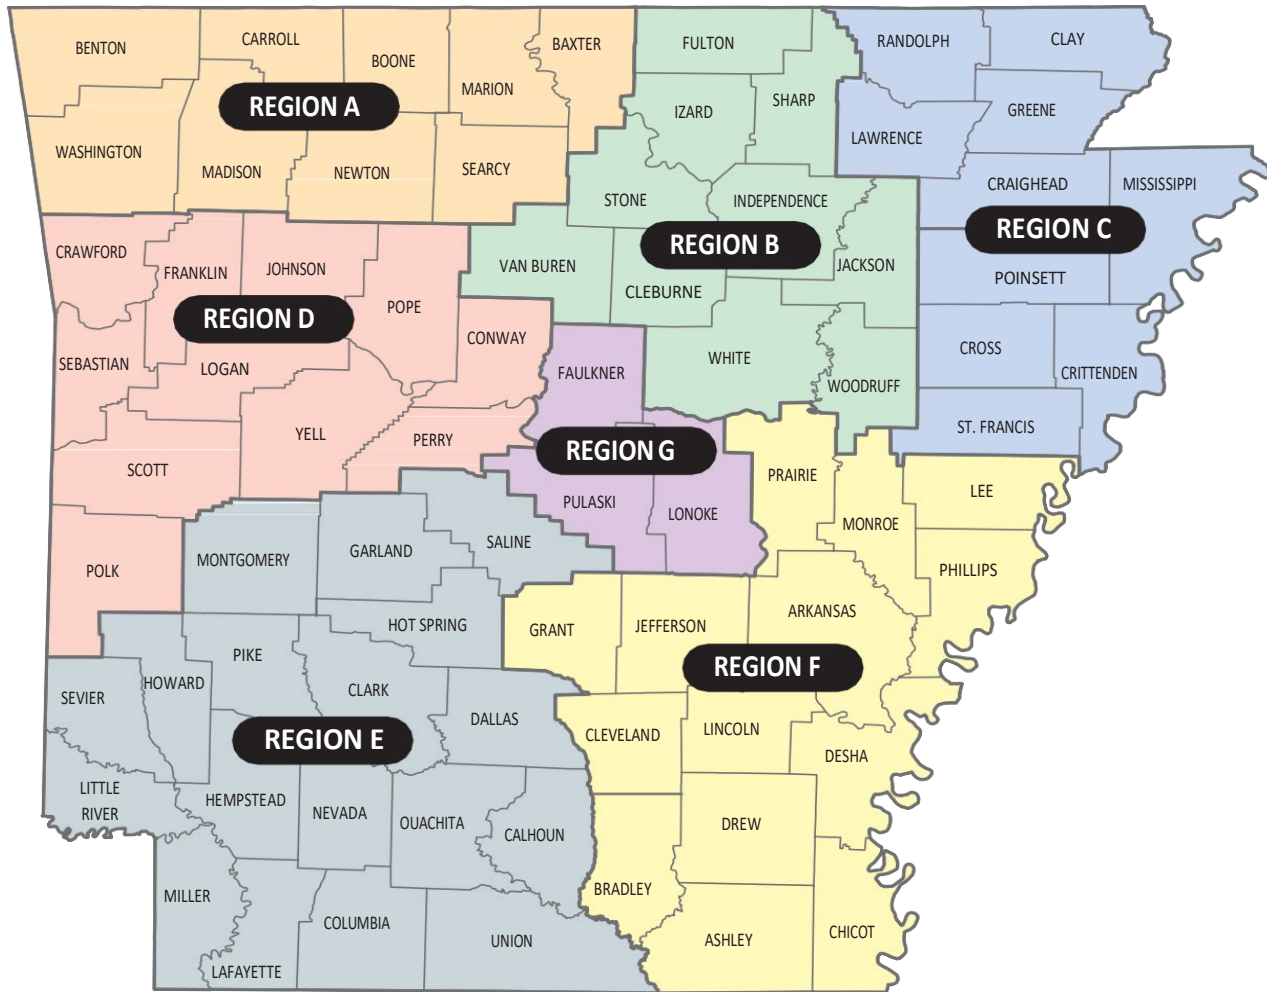 BENTON
CARROLL
BOONE
MARION
BAXTER
REGION A
WASHINGTON
MADISON
NEWTON
SEARCY
FULTON
SHARP
IZARD
STONE
INDEPENDENCE
REGION B
VAN BUREN
CLEBURNE
JACKSON
WHITE
WOODRUFF
RANDOLPH
CLAY
GREENE
LAWRENCE
CRAIGHEAD
MISSISSIPPI
REGION C
POINSETT
CROSS
CRITTENDEN
ST. FRANCIS
CRAWFORD
FRANKLIN
JOHNSON
POPE
REGION D
CONWAY
SEBASTIAN
LOGAN
YELL
PERRY
SCOTT
POLK
FAULKNER
REGION G
PULASKI
LONOKE
MONTGOMERY
GARLAND
SALINE
HOT SPRING
PIKE
CLARK
HOWARD
SEVIER
DALLAS
REGION E
LITTLE
RIVER
HEMPSTEAD
NEVADA
OUACHITA
CALHOUN
MILLER
COLUMBIA
UNION
LAFAYETTE
PRAIRIE
MONROE
LEE
PHILLIPS
ARKANSAS
GRANT
JEFFERSON
REGION F
CLEVELAND
LINCOLN
DESHA
DREW
BRADLEY
ASHLEY
CHICOT